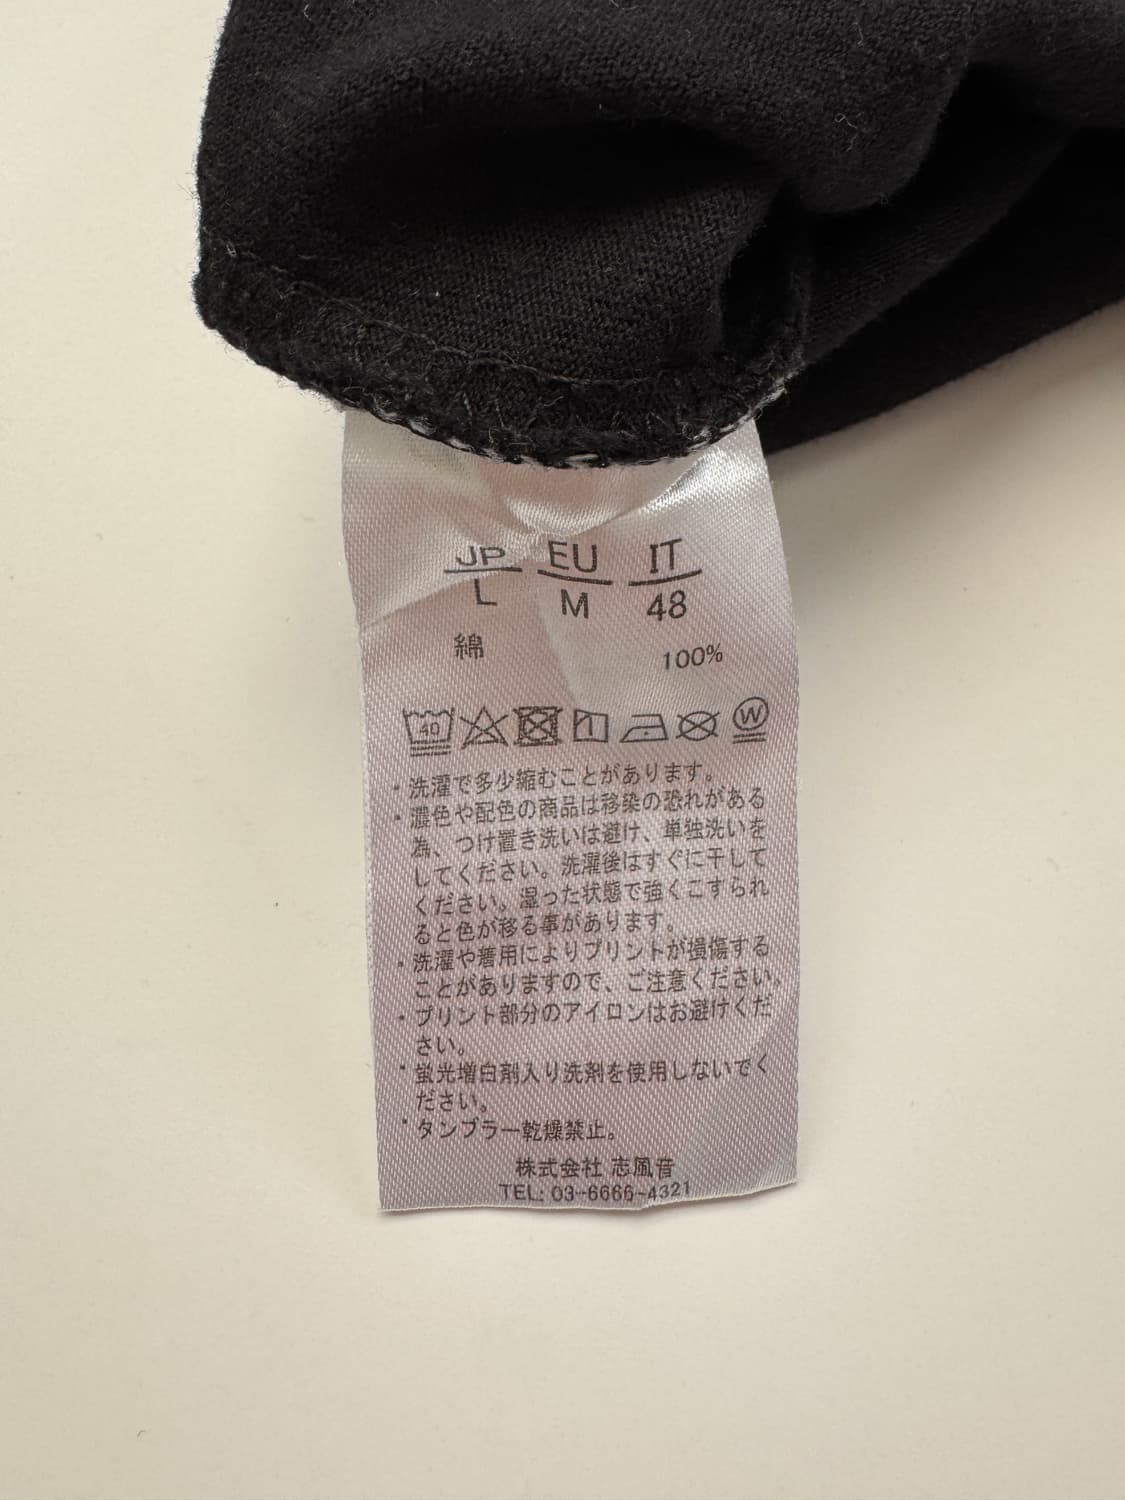 JP EU IT
L M 48
綿 100%
40 W
・洗濯で多少縮むことがあります。
・濃色や配色の商品は移染の恐れがある
為、つけ置き洗いは避け、単独洗いを
してください。洗濯後はすぐに干して
ください。湿った状態で強くこすられ
ると色が移る事があります。
・洗濯や着用によりプリントが損傷する
ことがありますので、ご注意ください。
・プリント部分のアイロンはお避けくだ
さい。
・蛍光増白剤入り洗剤を使用しないでく
ださい。
・タンブラー乾燥禁止。
株式会社 志風音
TEL: 03-6666-4321